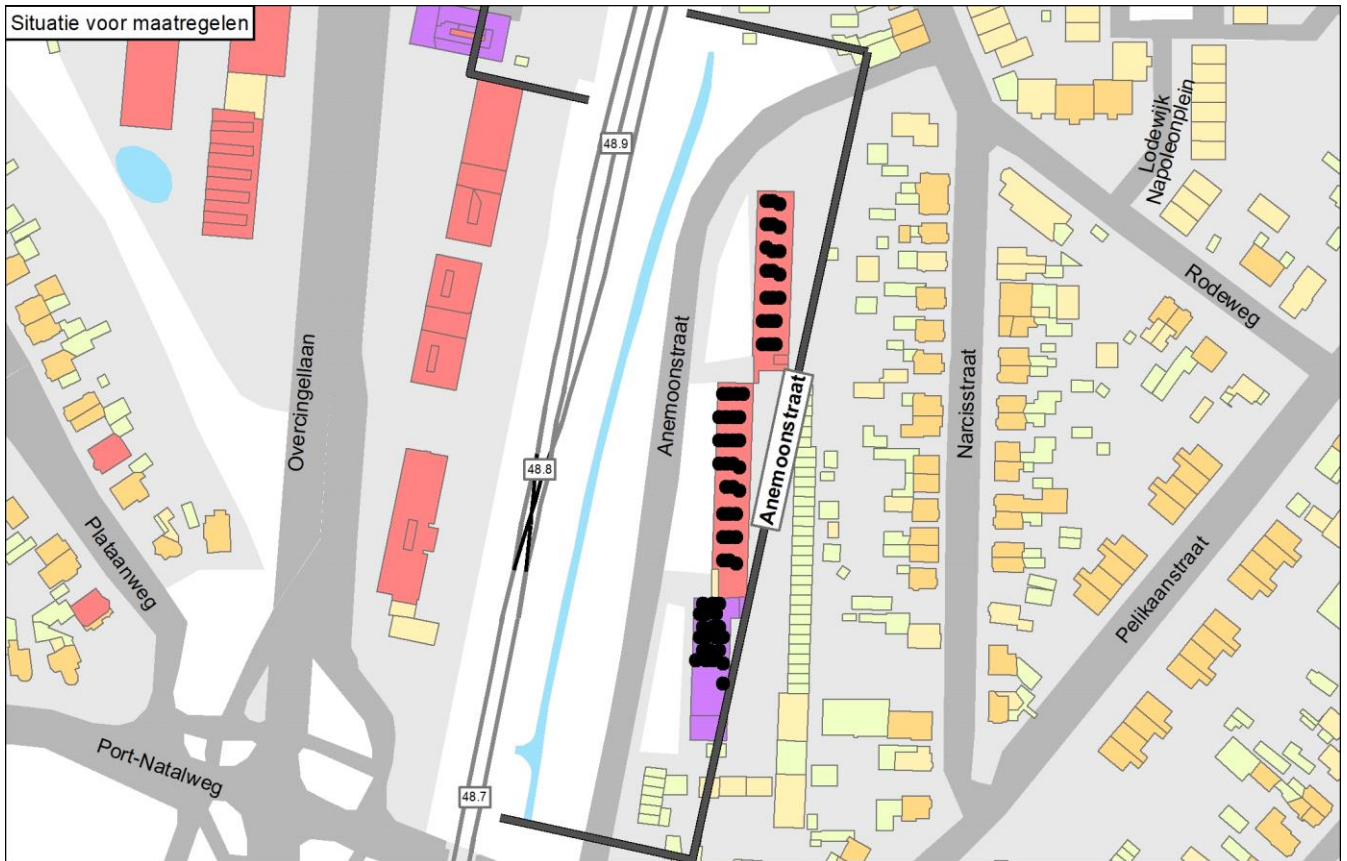 Situatie voor maatregelen
48.9
Lodewijk
Napoleonplein
Rodeweg
Overcingellaan
Anemoonstraat
Narcisstraat
Anemoonstraat
48.8
Plataanweg
Pelikaanstraat
Port-Natalweg
48.7